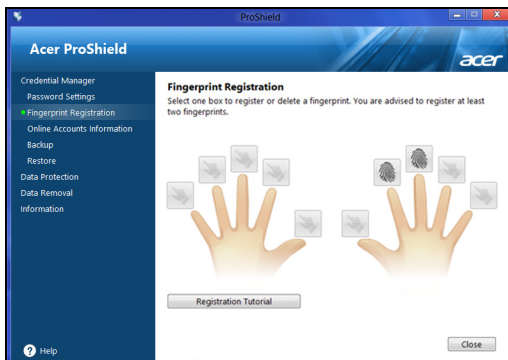 ProShield
Acer ProShield
acer
Credential Manager
Password Settings
Fingerprint Registration
Online Accounts Information
Backup
Restore
Data Protection
Data Removal
Information
Fingerprint Registration
Select one box to register or delete a fingerprint. You are advised to register at least
two fingerprints.
Registration Tutorial
Close
? Help